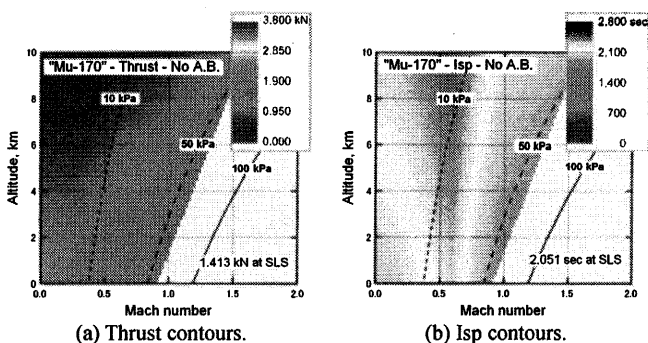 3.800 kN
2.850
1.900
0.950
0.000
"Mu-170" - Thrust - No A.B.
10 kPa
50 kPa
100 kPa
1.413 kN at SLS
10
8
6
4
2
0
Altitude, km
0.0 0.5 1.0 1.5 2.0
Mach number
(a) Thrust contours.
2.800 sec
2,100
1,400
700
0
"Mu-170" - Isp - No A.B.
10 kPa
50 kPa
100 kPa
2.051 sec at SLS
10
8
6
4
2
0
Altitude, km
0.0 0.5 1.0 1.5 2.0
Mach number
(b) Isp contours.